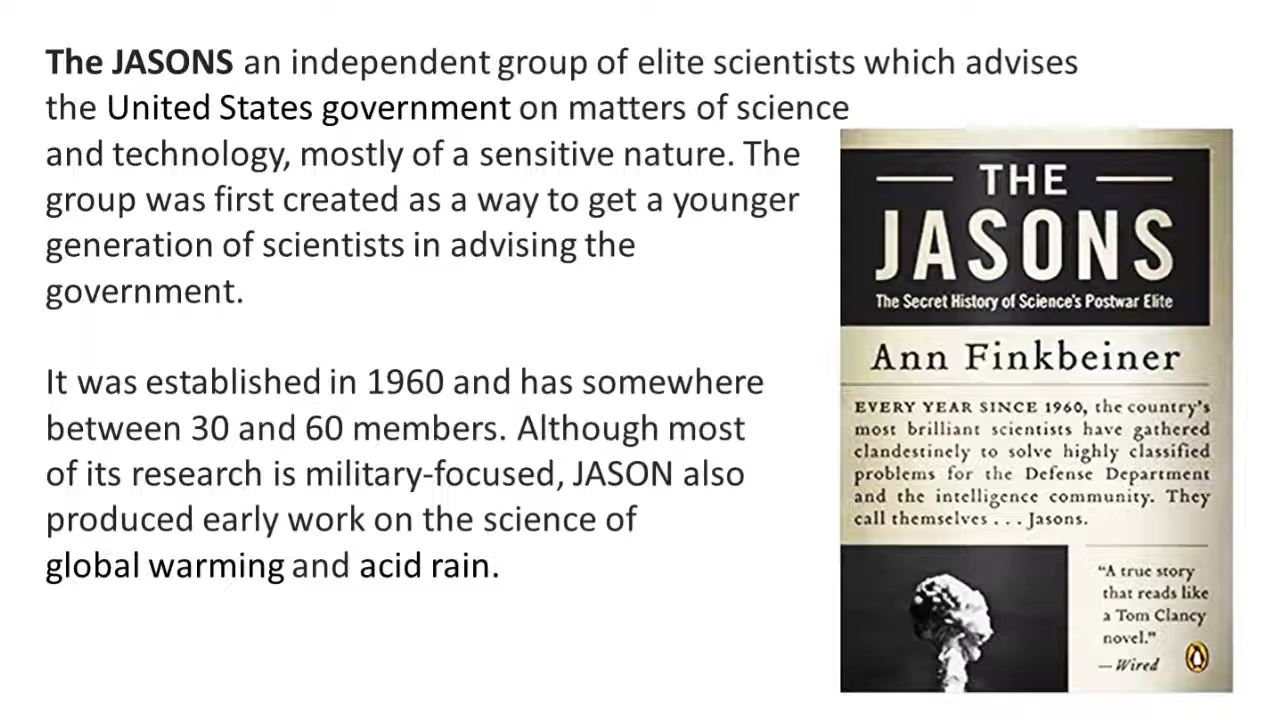 The JASONS an independent group of elite scientists which advises
the United States government on matters of science
and technology, mostly of a sensitive nature. The
group was first created as a way to get a younger
generation of scientists in advising the
government.
It was established in 1960 and has somewhere
between 30 and 60 members. Although most
of its research is military-focused, JASON also
produced early work on the science of
global warming and acid rain.
THE
JASONS
The Secret History of Science's Postwar Elite
Ann Finkbeiner
EVERY YEAR SINCE 1960, the country's
most brilliant scientists have gathered
clandestinely to solve highly classified
problems for the Defense Department
and the intelligence community. They
call themselves . . . Jasons.
"A true story
that reads like
a Tom Clancy
novel."
—Wired